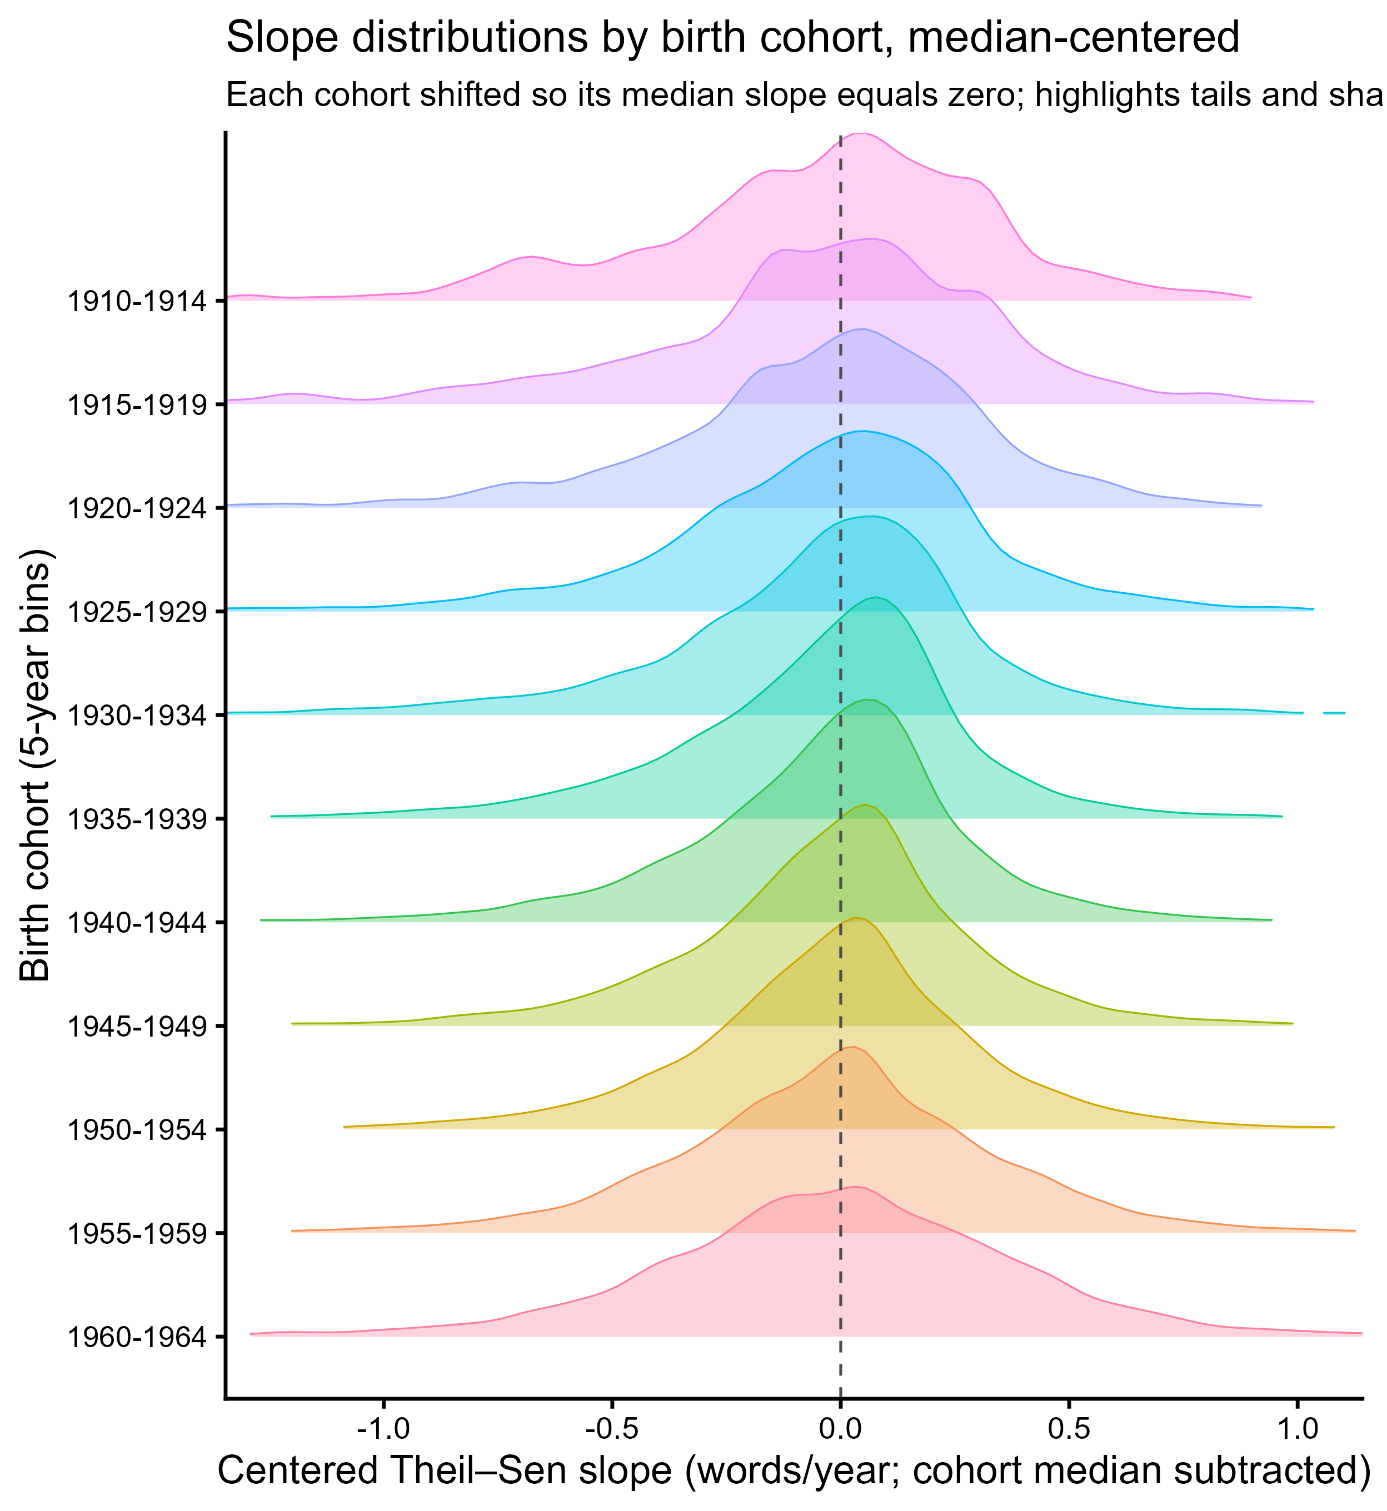 Slope distributions by birth cohort, median-centered
Each cohort shifted so its median slope equals zero; highlights tails and sha
Birth cohort (5-year bins)
1910-1914
1915-1919
1920-1924
1925-1929
1930-1934
1935-1939
1940-1944
1945-1949
1950-1954
1955-1959
1960-1964
-1.0 -0.5 0.0 0.5 1.0
Centered Theil–Sen slope (words/year; cohort median subtracted)